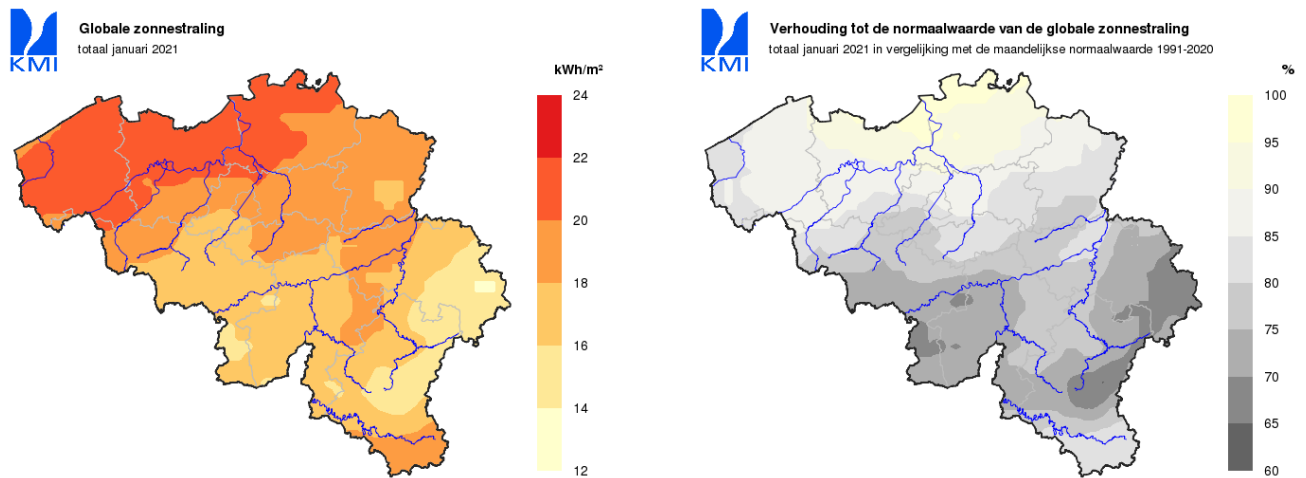 KMI
Globale zonnestraling
totaal januari 2021
kWh/m²
24
22
20
18
16
14
12
KMI
Verhouding tot de normaalwaarde van de globale zonnestraling
totaal januari 2021 in vergelijking met de maandelijkse normaalwaarde 1991-2020
%
100
95
90
85
80
75
70
65
60